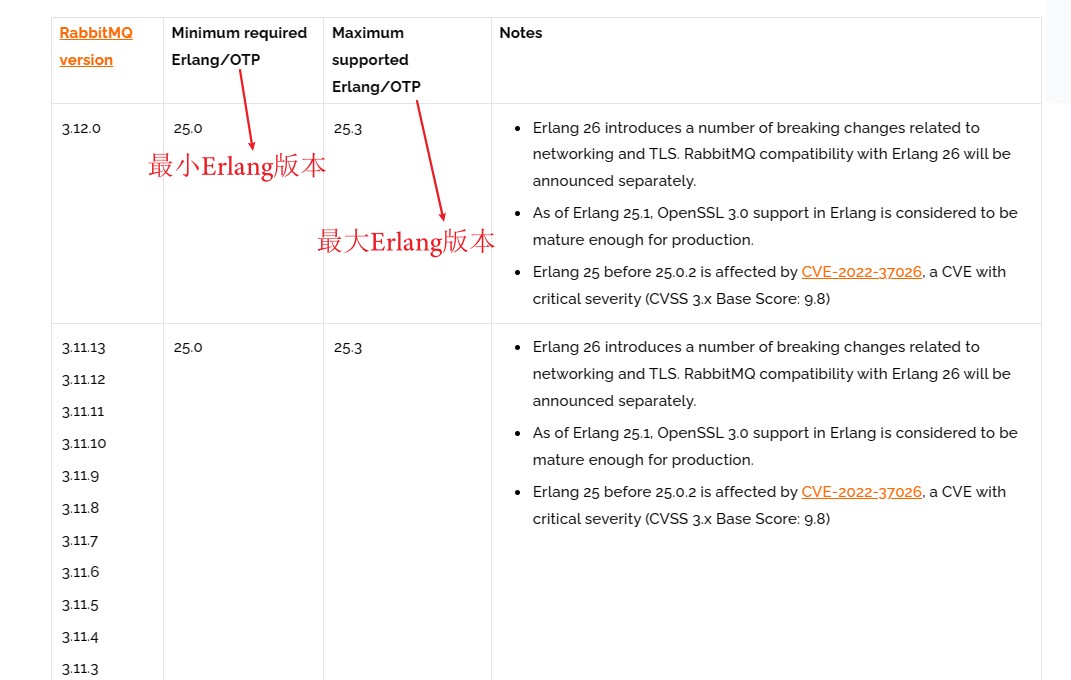 RabbitMQ version
Minimum required Erlang/OTP
Maximum supported Erlang/OTP
Notes
3.12.0
25.0
25.3
最小Erlang版本
最大Erlang版本
Erlang 26 introduces a number of breaking changes related to
networking and TLS. RabbitMQ compatibility with Erlang 26 will be
announced separately.
As of Erlang 25.1, OpenSSL 3.0 support in Erlang is considered to be
mature enough for production.
Erlang 25 before 25.0.2 is affected by CVE-2022-37026, a CVE with
critical severity (CVSS 3.x Base Score: 9.8)
3.11.13
3.11.12
3.11.11
3.11.10
3.11.9
3.11.8
3.11.7
3.11.6
3.11.5
3.11.4
3.11.3
25.0
25.3
Erlang 26 introduces a number of breaking changes related to
networking and TLS. RabbitMQ compatibility with Erlang 26 will be
announced separately.
As of Erlang 25.1, OpenSSL 3.0 support in Erlang is considered to be
mature enough for production.
Erlang 25 before 25.0.2 is affected by CVE-2022-37026, a CVE with
critical severity (CVSS 3.x Base Score: 9.8)